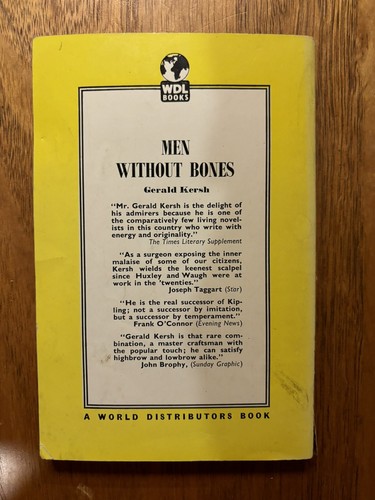 WDL
BOOKS
MEN
WITHOUT BONES
Gerald Kersh
"Mr. Gerald Kersh is the delight of
his admirers because he is one of
the comparatively few living novel-
ists in this country who write with
energy and originality."
The Times Literary Supplement
"As a surgeon exposing the inner
malaise of some of our citizens,
Kersh wields the keenest scalpel
since Huxley and Waugh were at
work in the 'twenties."
Joseph Taggart (Star)
"He is the real successor of Kip-
ling; not a successor by imitation,
but a successor by temperament."
Frank O'Connor (Evening News)
"Gerald Kersh is that rare com-
bination, a master craftsman with
the popular touch; he can satisfy
highbrow and lowbrow alike."
John Brophy, (Sunday Graphic)
A WORLD DISTRIBUTORS BOOK